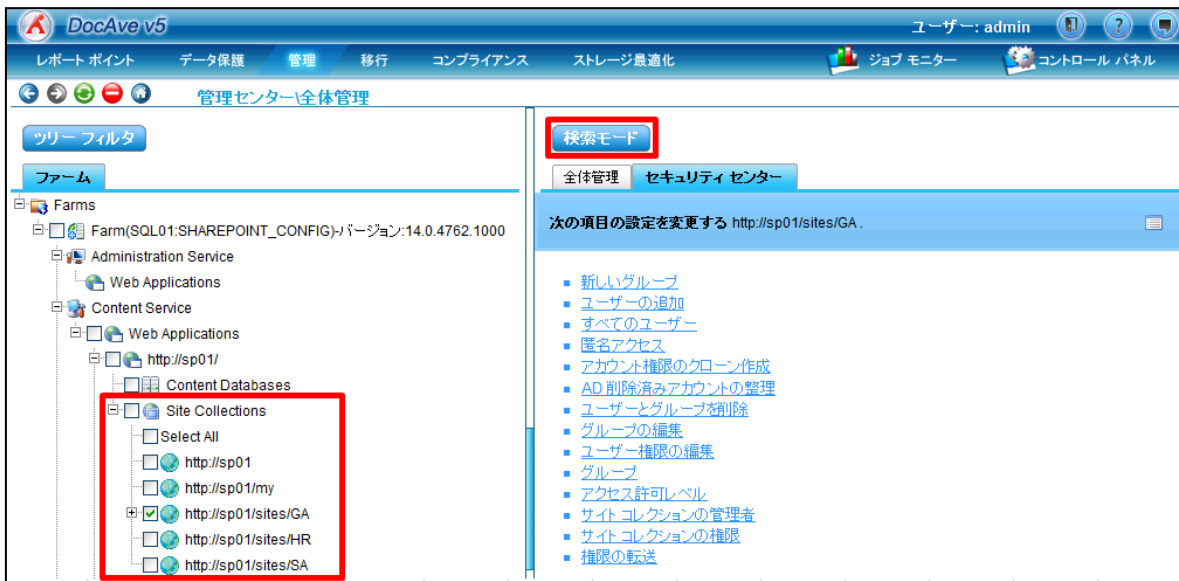 DocAve v5
ユーザー: admin
レポート ポイント データ保護 管理 移行 コンプライアンス ストレージ最適化 ジョブ モニター コントロール パネル
管理センター\全体管理
ツリー フィルタ
検索モード
ファーム
全体管理 セキュリティ センター
次の項目の設定を変更する http://sp01/sites/GA .
Farms
Farm(SQL01:SHAREPOINT_CONFIG)-バージョン:14.0.4762.1000
Administration Service
Web Applications
Content Service
Web Applications
http://sp01/
Content Databases
Site Collections
Select All
http://sp01
http://sp01/my
http://sp01/sites/GA
http://sp01/sites/HR
http://sp01/sites/SA
新しいグループ
ユーザーの追加
すべてのユーザー
匿名アクセス
アカウント権限のクローン作成
AD 削除済みアカウントの整理
ユーザーとグループを削除
グループの編集
ユーザー権限の編集
グループ
アクセス許可レベル
サイト コレクションの管理者
サイト コレクションの権限
権限の転送